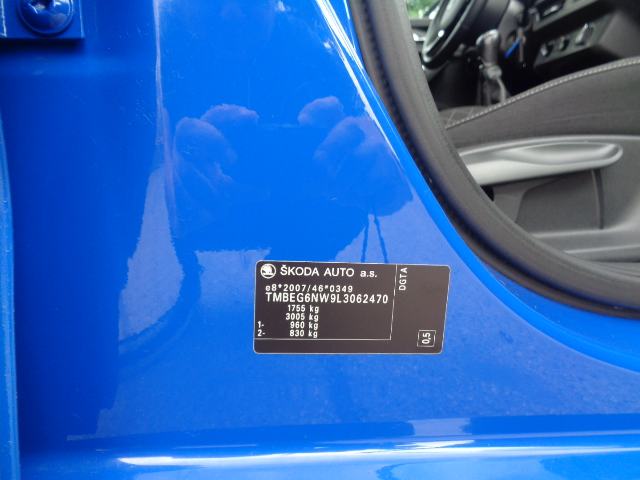 ŠKODA AUTO a.s.
e8*2007/46*0349
TMBEG6NW9L3062470
1755 kg
3005 kg
1- 960 kg
2- 830 kg
DGTA
0,5